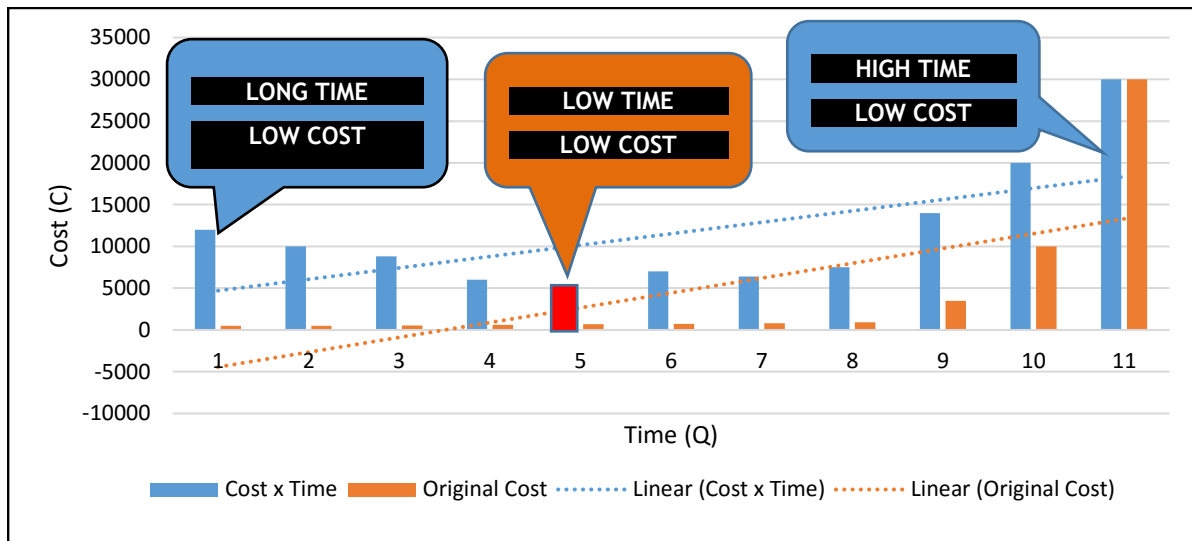 35000
30000
25000
20000
15000
10000
5000
0
-5000
-10000
Cost (C)
LONG TIME
LOW COST
LOW TIME
LOW COST
HIGH TIME
LOW COST
1 2 3 4 5 6 7 8 9 10 11
Time (Q)
Cost x Time Original Cost Linear (Cost x Time) Linear (Original Cost)